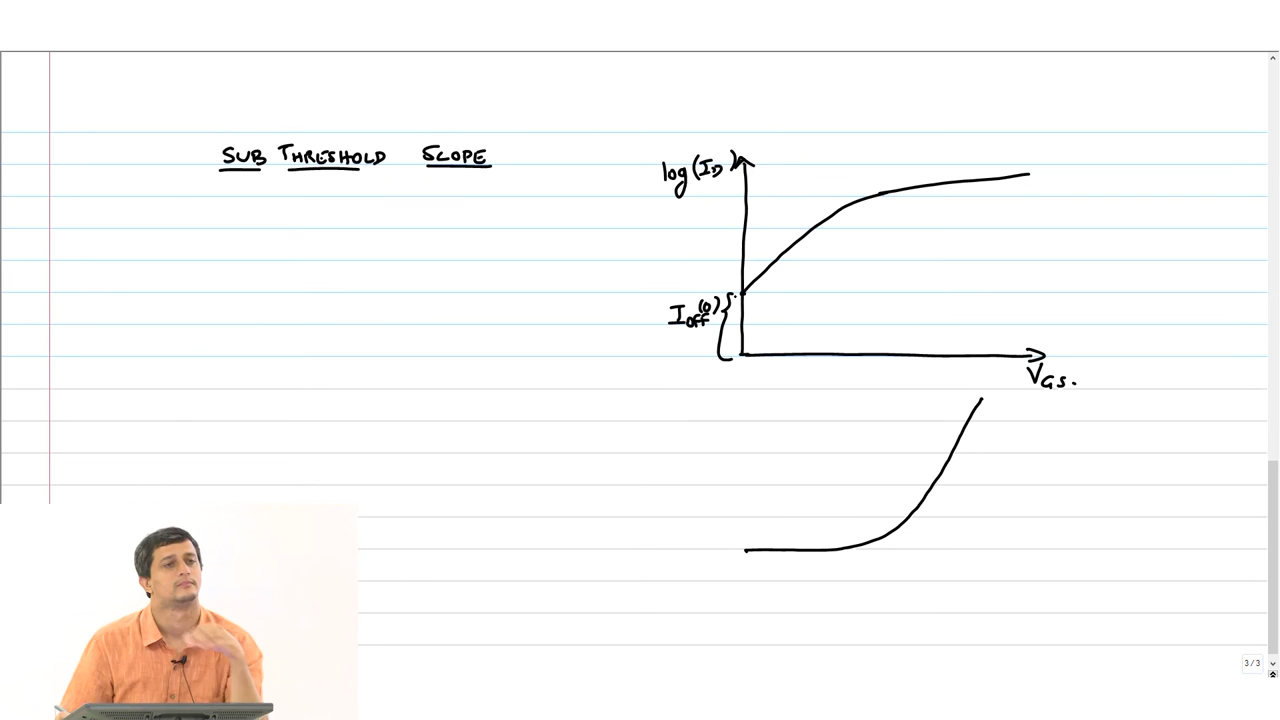 SUB THRESHOLD SLOPE
log(ID)
Ioff(0)
VGS.
3 / 3